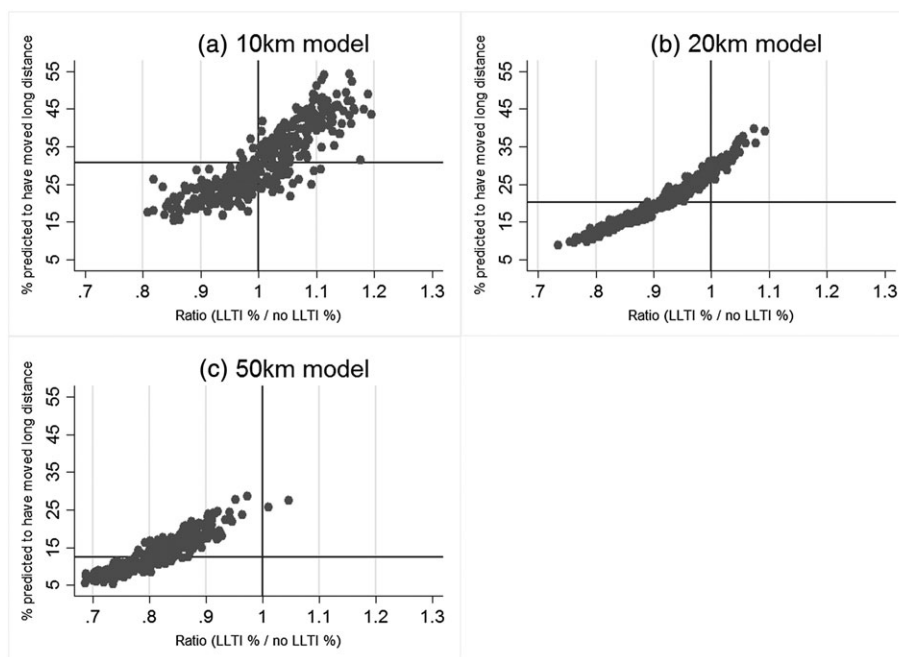 (a) 10km model
% predicted to have moved long distance
55
45
35
25
15
5
.7 .8 .9 1 1.1 1.2 1.3
Ratio (LLTI % / no LLTI %)
(b) 20km model
% predicted to have moved long distance
55
45
35
25
15
5
.7 .8 .9 1 1.1 1.2 1.3
Ratio (LLTI % / no LLTI %)
(c) 50km model
% predicted to have moved long distance
55
45
35
25
15
5
.7 .8 .9 1 1.1 1.2 1.3
Ratio (LLTI % / no LLTI %)